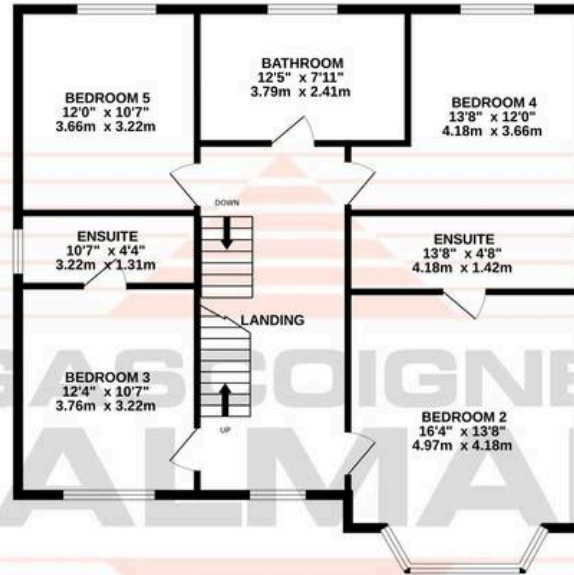 BEDROOM 5
12'0" x 10'7"
3.66m x 3.22m
BATHROOM
12'5" x 7'11"
3.79m x 2.41m
BEDROOM 4
13'8" x 12'0"
4.18m x 3.66m
DOWN
ENSUITE
10'7" x 4'4"
3.22m x 1.31m
ENSUITE
13'8" x 4'8"
4.18m x 1.42m
LANDING
BEDROOM 3
12'4" x 10'7"
3.76m x 3.22m
UP
BEDROOM 2
16'4" x 13'8"
4.97m x 4.18m
GASCOIGNE
ALMAN